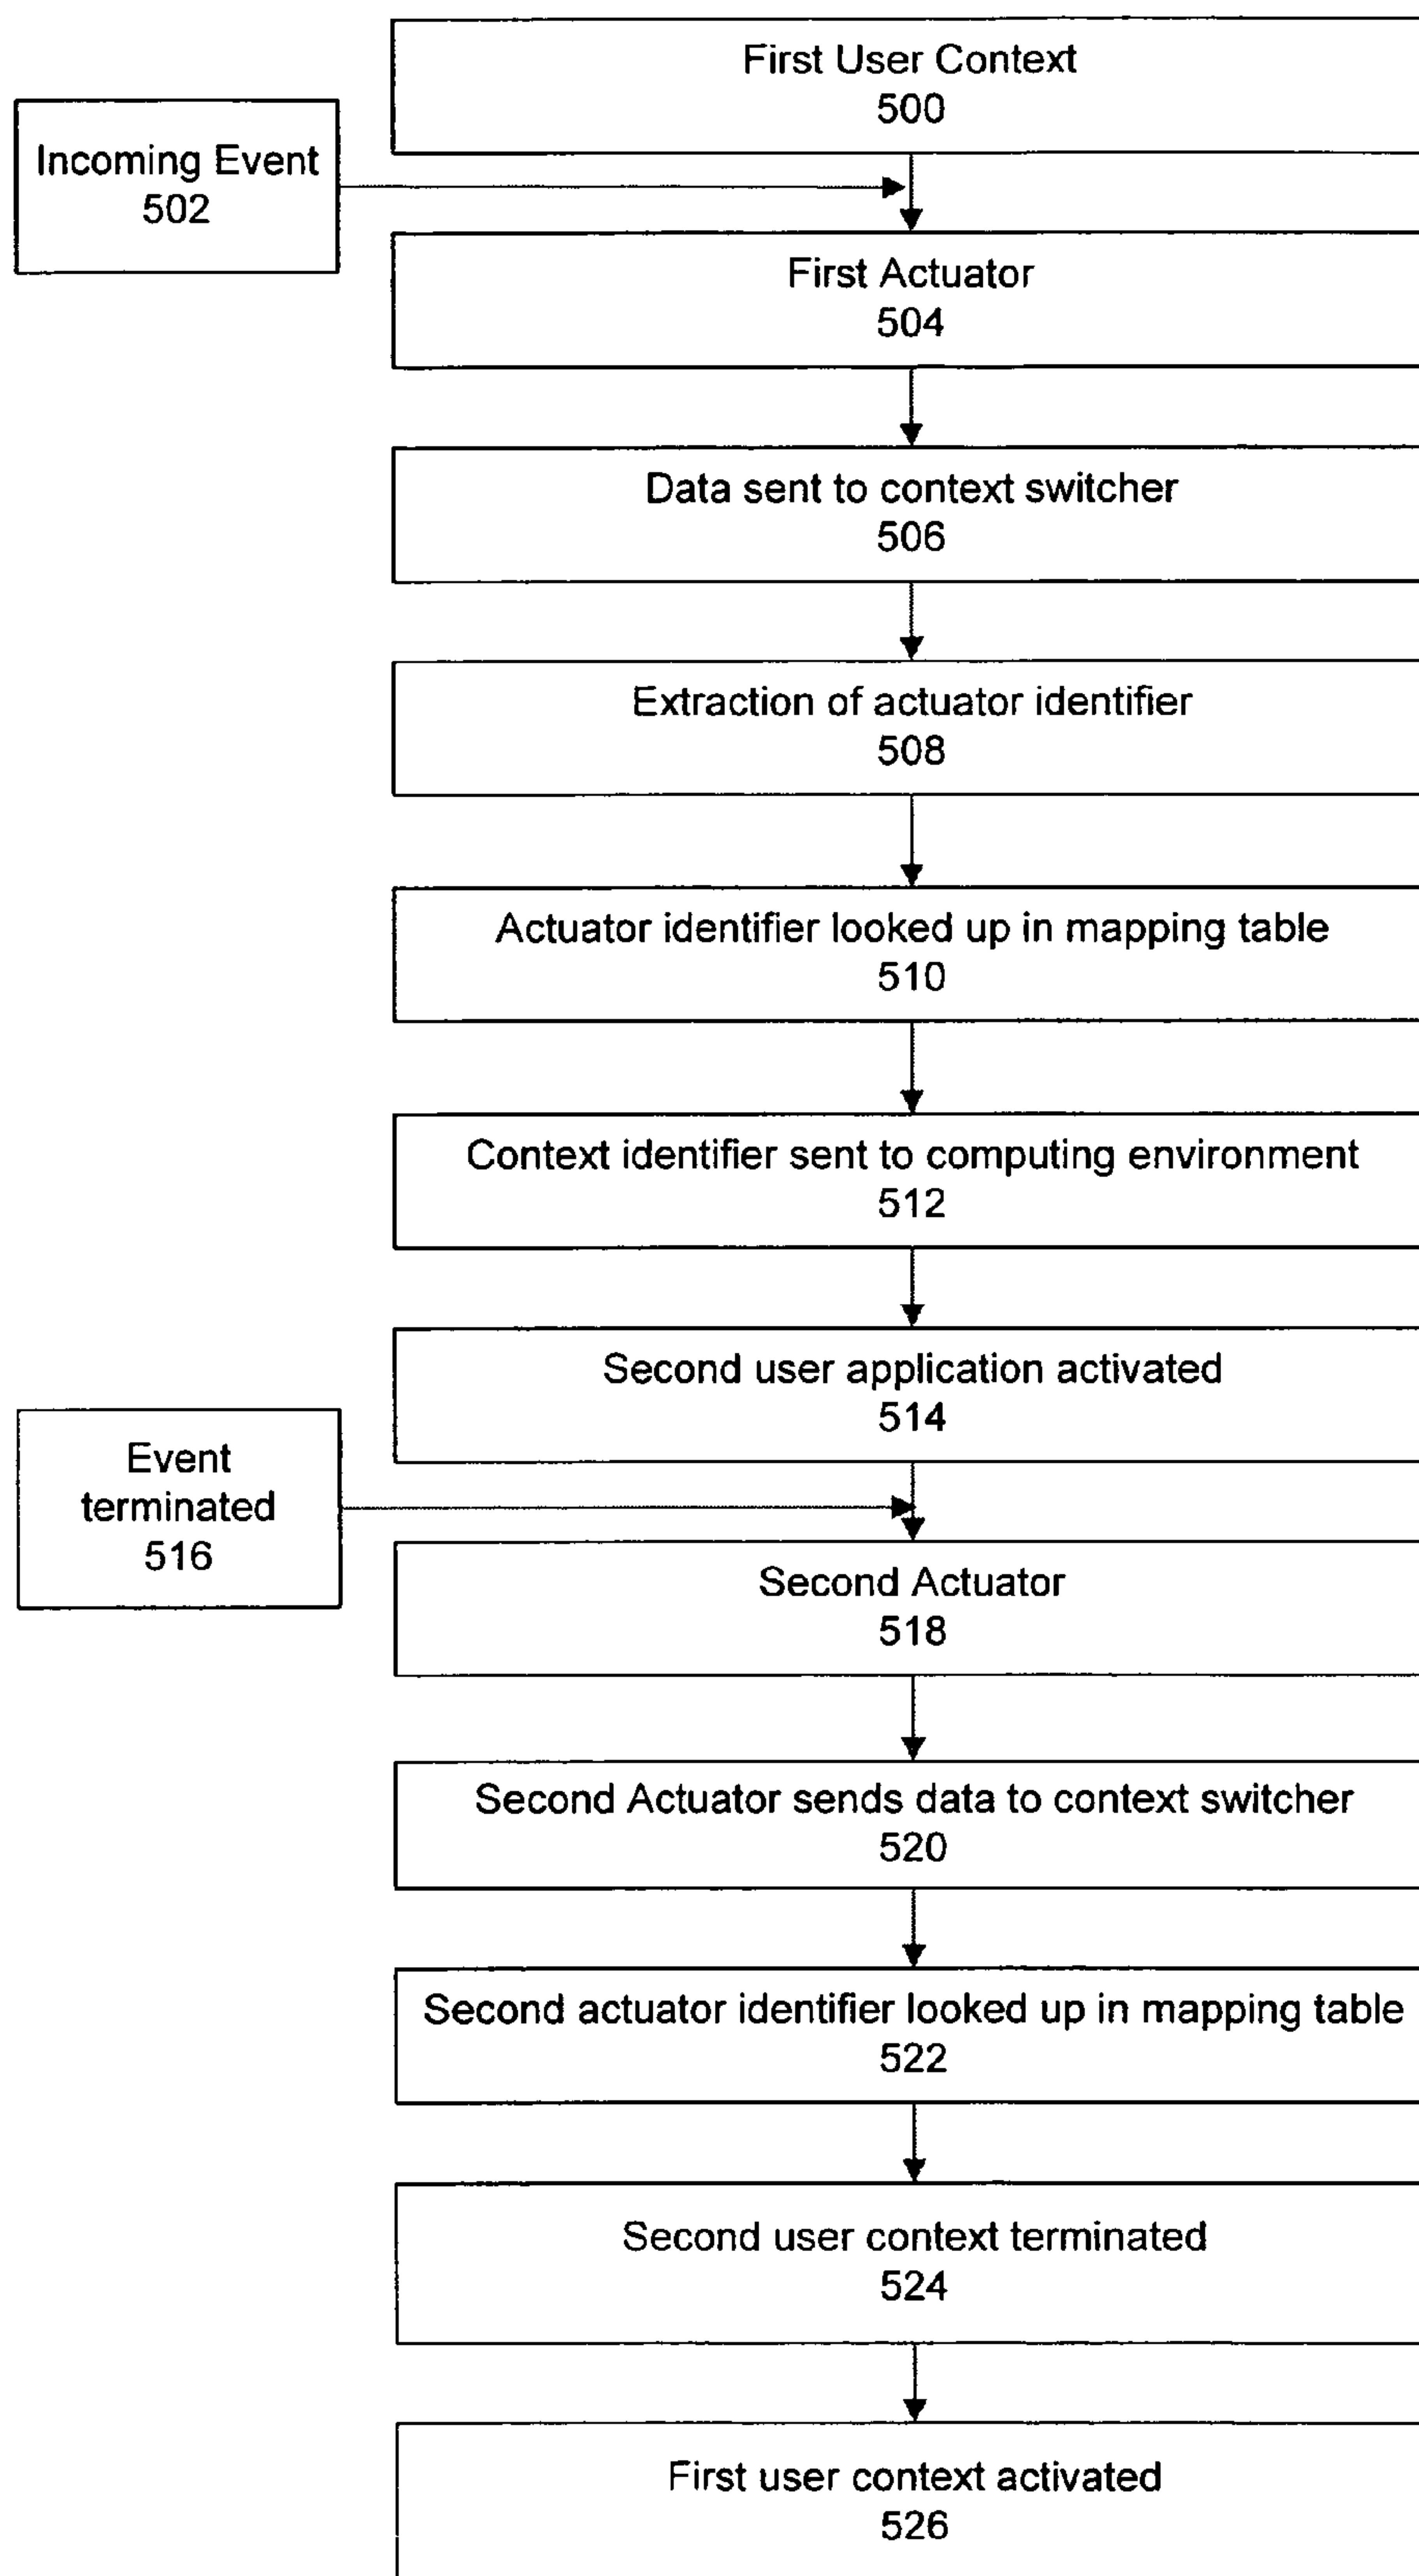 First User Context
500
Incoming Event
502
First Actuator
504
Data sent to context switcher
506
Extraction of actuator identifier
508
Actuator identifier looked up in mapping table
510
Context identifier sent to computing environment
512
Second user application activated
514
Event
terminated
516
Second Actuator
518
Second Actuator sends data to context switcher
520
Second actuator identifier looked up in mapping table
522
Second user context terminated
524
First user context activated
526